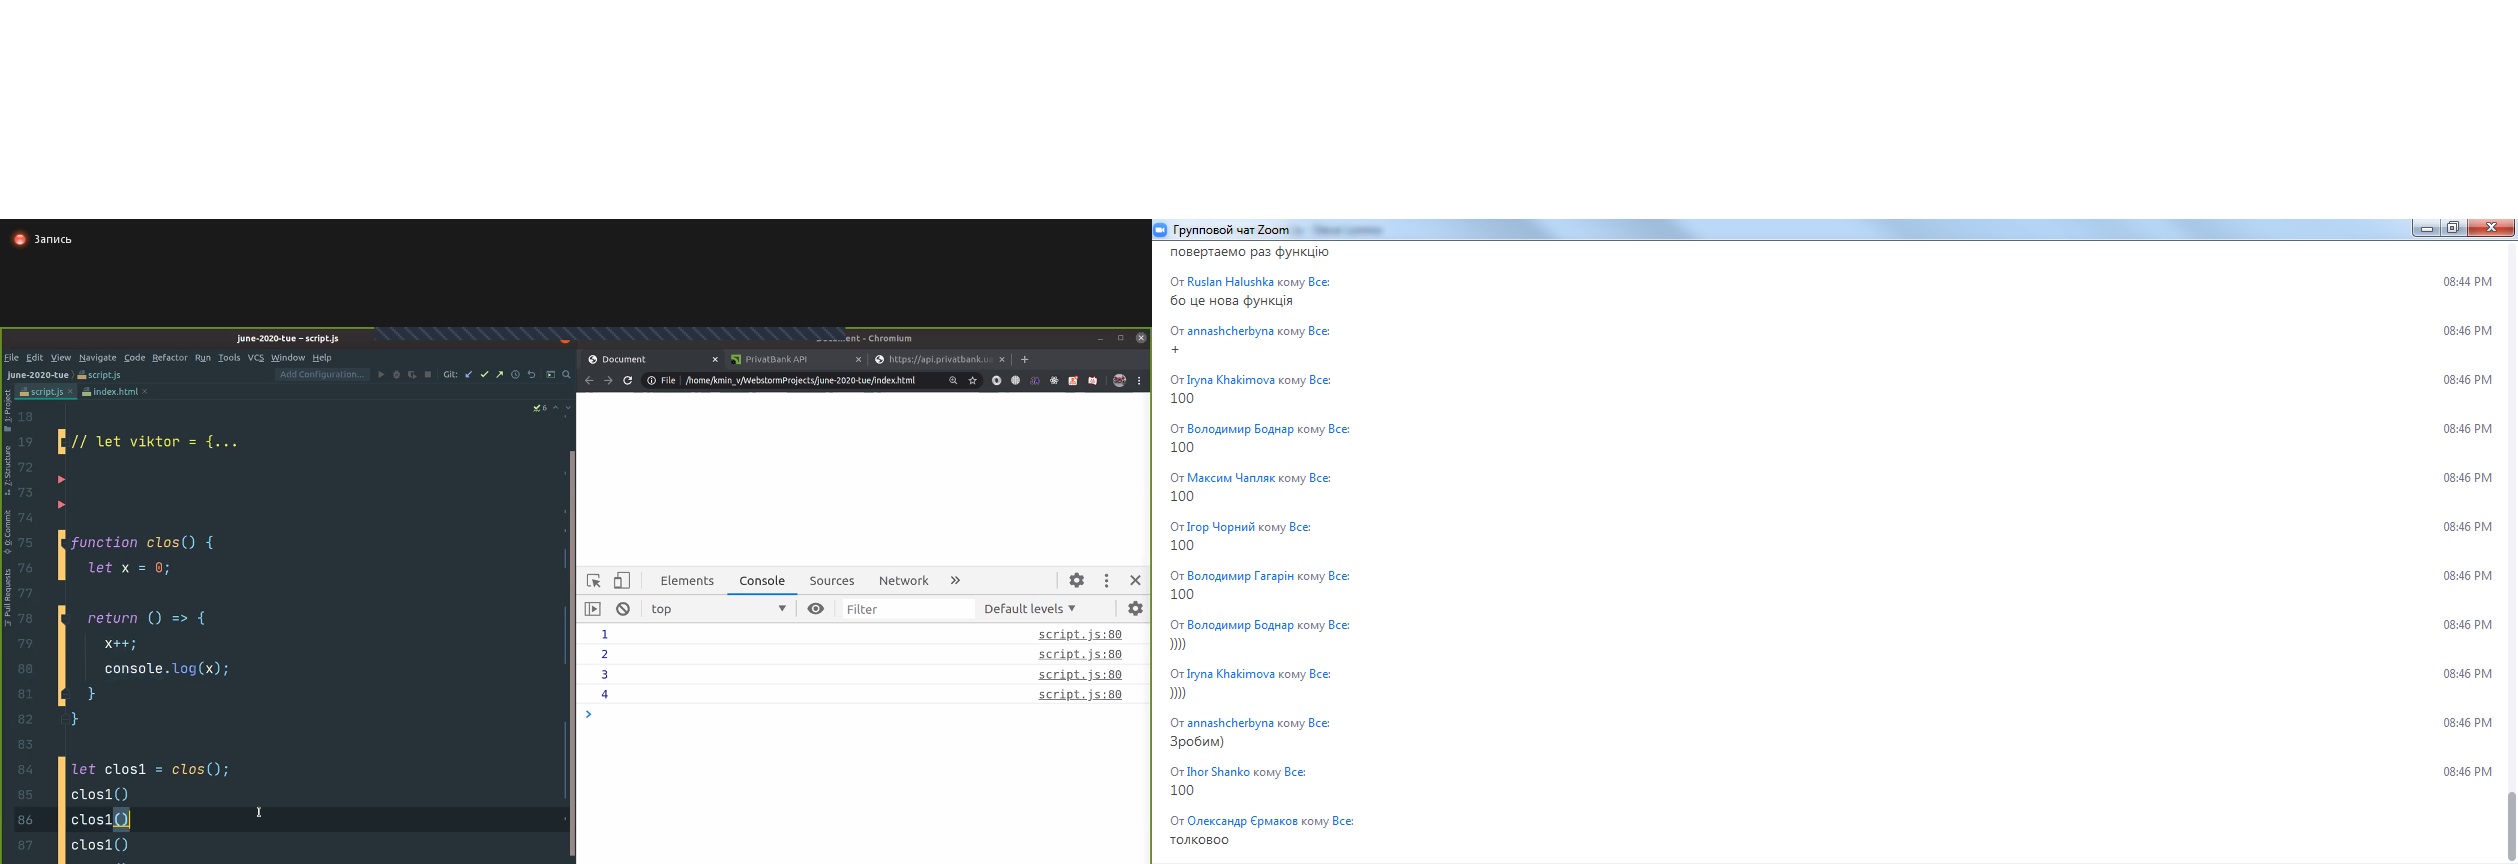 Запись
june-2020-tue – script.js
File Edit View Navigate Code Refactor Run Tools VCS Window Help
june-2020-tue script.js Add Configuration... Git:
script.js index.html
1: Project
7: Structure
0: Commit
Pull Requests
6
18
19 // let viktor = {...
72
73
74
75 function clos() {
76 let x = 0;
77
78 return () => {
79 x++;
80 console.log(x);
81 }
82 }
83
84 let clos1 = clos();
85 clos1()
86 clos1()
87 clos1()
Document - Chromium
Document PrivatBank API https://api.privatbank.ua
File /home/kmin_v/WebstormProjects/june-2020-tue/index.html
Elements Console Sources Network »
top Filter Default levels
1 script.js:80
2 script.js:80
3 script.js:80
4 script.js:80
>
Групповой чат Zoom
повертаемо раз функцію
От Ruslan Halushka кому Все: 08:44 PM
бо це нова функція
От annashcherbyna кому Все: 08:46 PM
+
От Iryna Khakimova кому Все: 08:46 PM
100
От Володимир Боднар кому Все: 08:46 PM
100
От Максим Чапляк кому Все: 08:46 PM
100
От Ігор Чорний кому Все: 08:46 PM
100
От Володимир Гагарін кому Все: 08:46 PM
100
От Володимир Боднар кому Все: 08:46 PM
))))
От Iryna Khakimova кому Все: 08:46 PM
))))
От annashcherbyna кому Все: 08:46 PM
Зробим)
От Ihor Shanko кому Все: 08:46 PM
100
От Олександр Єрмаков кому Все:
толковоо